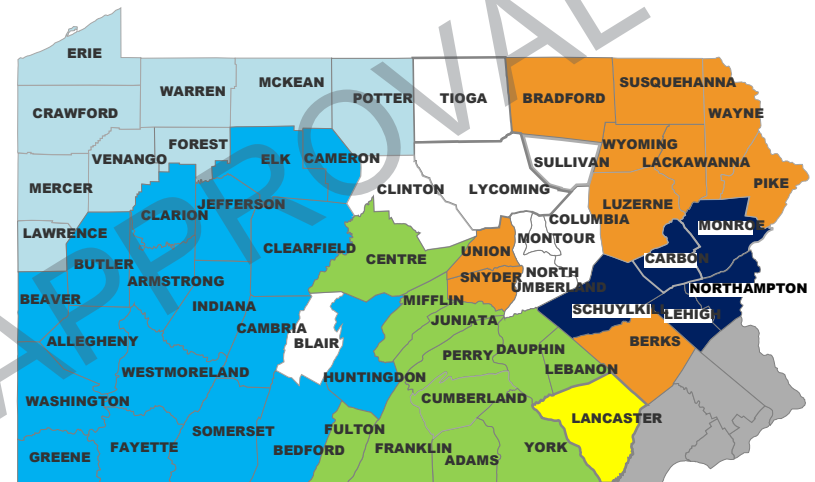 ERIE
WARREN
MCKEAN
POTTER
TIOGA
BRADFORD
SUSQUEHANNA
WAYNE
CRAWFORD
FOREST
VENANGO
ELK
CAMERON
SULLIVAN
WYOMING
LACKAWANNA
PIKE
MERCER
CLINTON
LYCOMING
JEFFERSON
CLARION
LUZERNE
COLUMBIA
MONROE
LAWRENCE
MONTOUR
CLEARFIELD
UNION
CENTRE
CARBON
BUTLER
ARMSTRONG
SNYDER
NORTH
UMBERLAND
NORTHAMPTON
BEAVER
INDIANA
MIFFLIN
SCHUYLKILL
LEHIGH
JUNIATA
CAMBRIA
BLAIR
ALLEGHENY
PERRY
DAUPHIN
BERKS
WESTMORELAND
HUNTINGDON
LEBANON
WASHINGTON
CUMBERLAND
LANCASTER
SOMERSET
FULTON
FAYETTE
BEDFORD
FRANKLIN
YORK
GREENE
ADAMS
APPROVAL